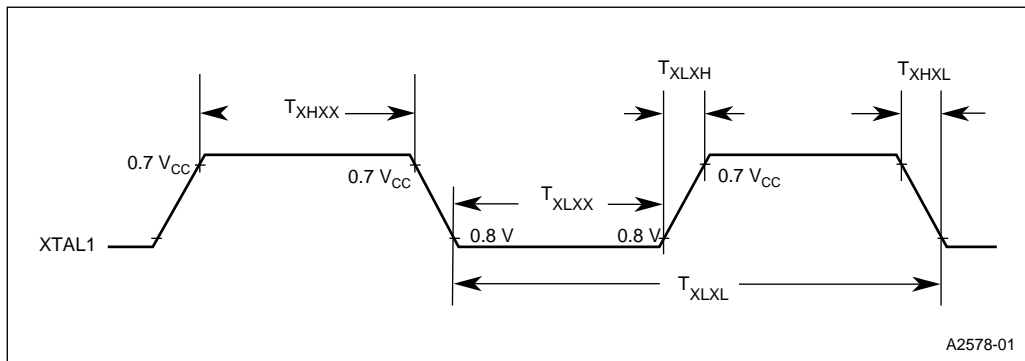 T_XLXH
T_XHXL
T_XHXX
0.7 V_CC
0.7 V_CC
0.7 V_CC
T_XLXX
XTAL1
0.8 V
0.8 V
T_XLXL
A2578-01